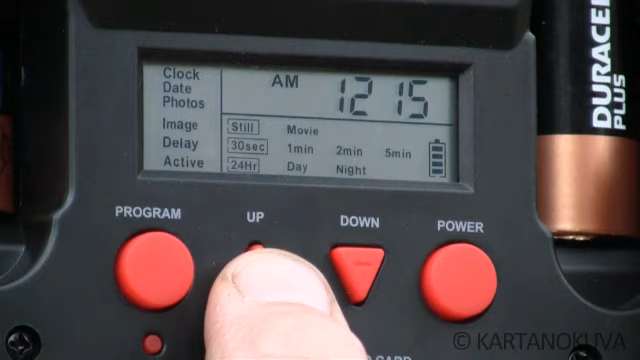 Clock
Date
Photos
AM 12 15
Image Still Movie
Delay 30sec 1min 2min 5min
Active 24Hr Day Night
DURACELL
PLUS
PROGRAM UP DOWN POWER
CARD
© KARTANOKUVA